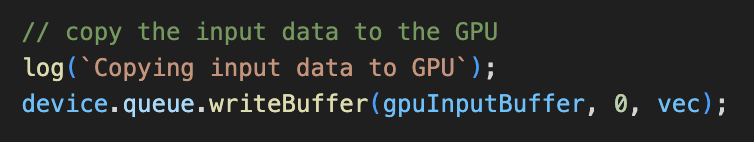 // copy the input data to the GPU
log(`Copying input data to GPU`);
device.queue.writeBuffer(gpuInputBuffer, 0, vec);